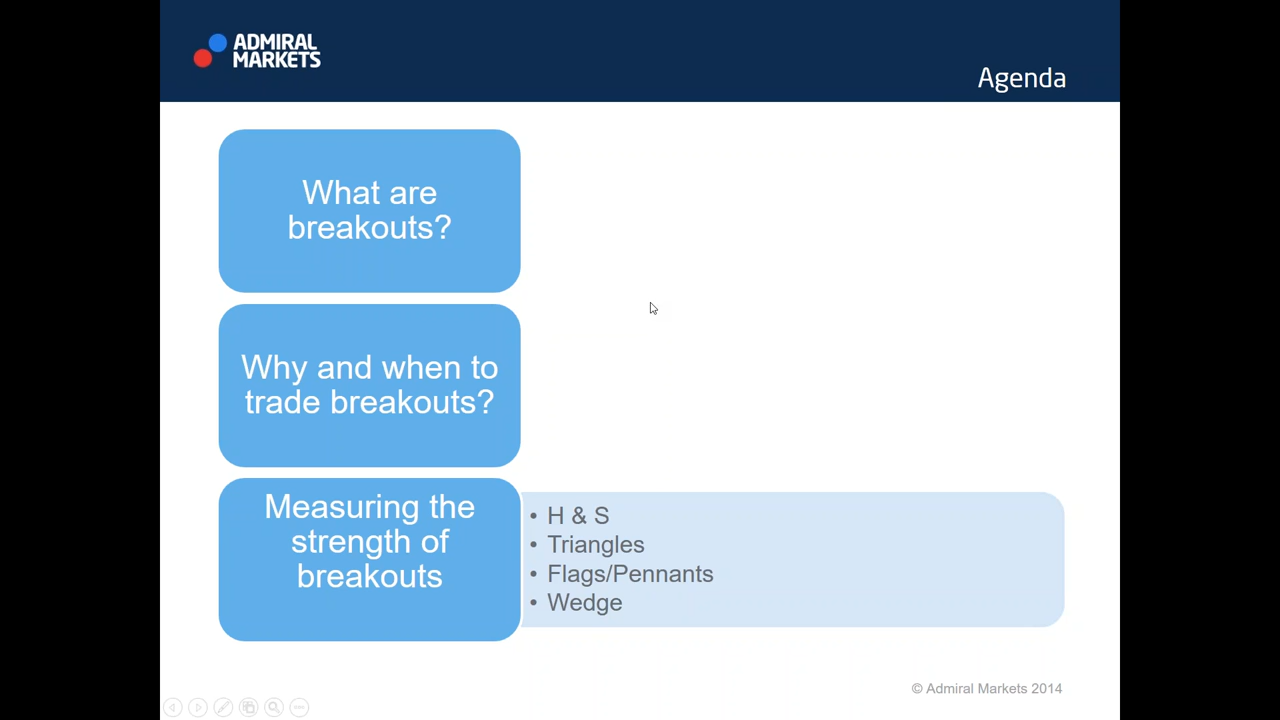 ADMIRAL
MARKETS
Agenda
What are
breakouts?
Why and when to
trade breakouts?
Measuring the
strength of
breakouts
• H & S
• Triangles
• Flags/Pennants
• Wedge
© Admiral Markets 2014